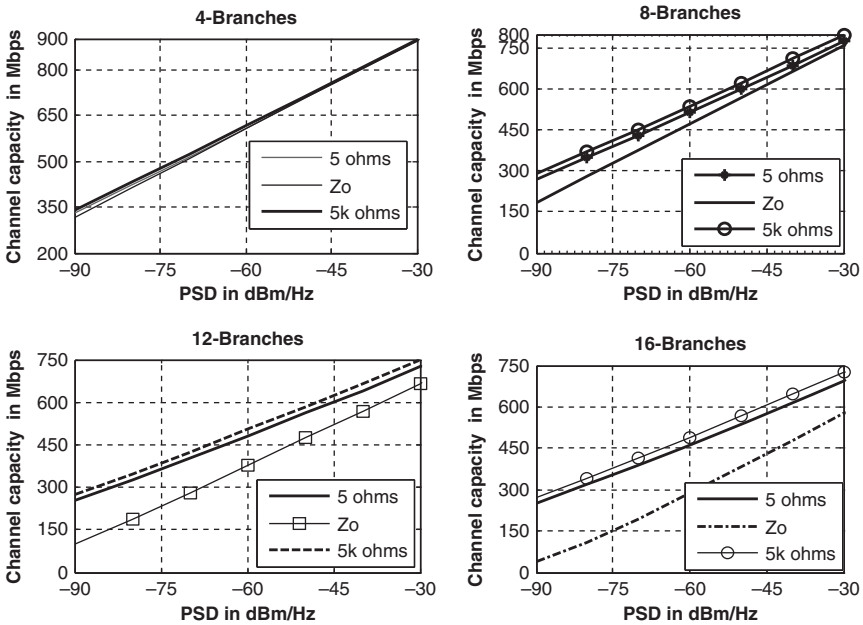 4-Branches
Channel capacity in Mbps
900
800
650
500
350
200
5 ohms
Zo
5k ohms
–90
–75
–60
–45
–30
PSD in dBm/Hz
8-Branches
Channel capacity in Mbps
800
750
600
450
300
150
0
5 ohms
Zo
5k ohms
–90
–75
–60
–45
–30
PSD in dBm/Hz
12-Branches
Channel capacity in Mbps
750
600
450
300
150
0
5 ohms
Zo
5k ohms
–90
–75
–60
–45
–30
PSD in dBm/Hz
16-Branches
Channel capacity in Mbps
750
600
450
300
150
0
5 ohms
Zo
5k ohms
–90
–75
–60
–45
–30
PSD in dBm/Hz